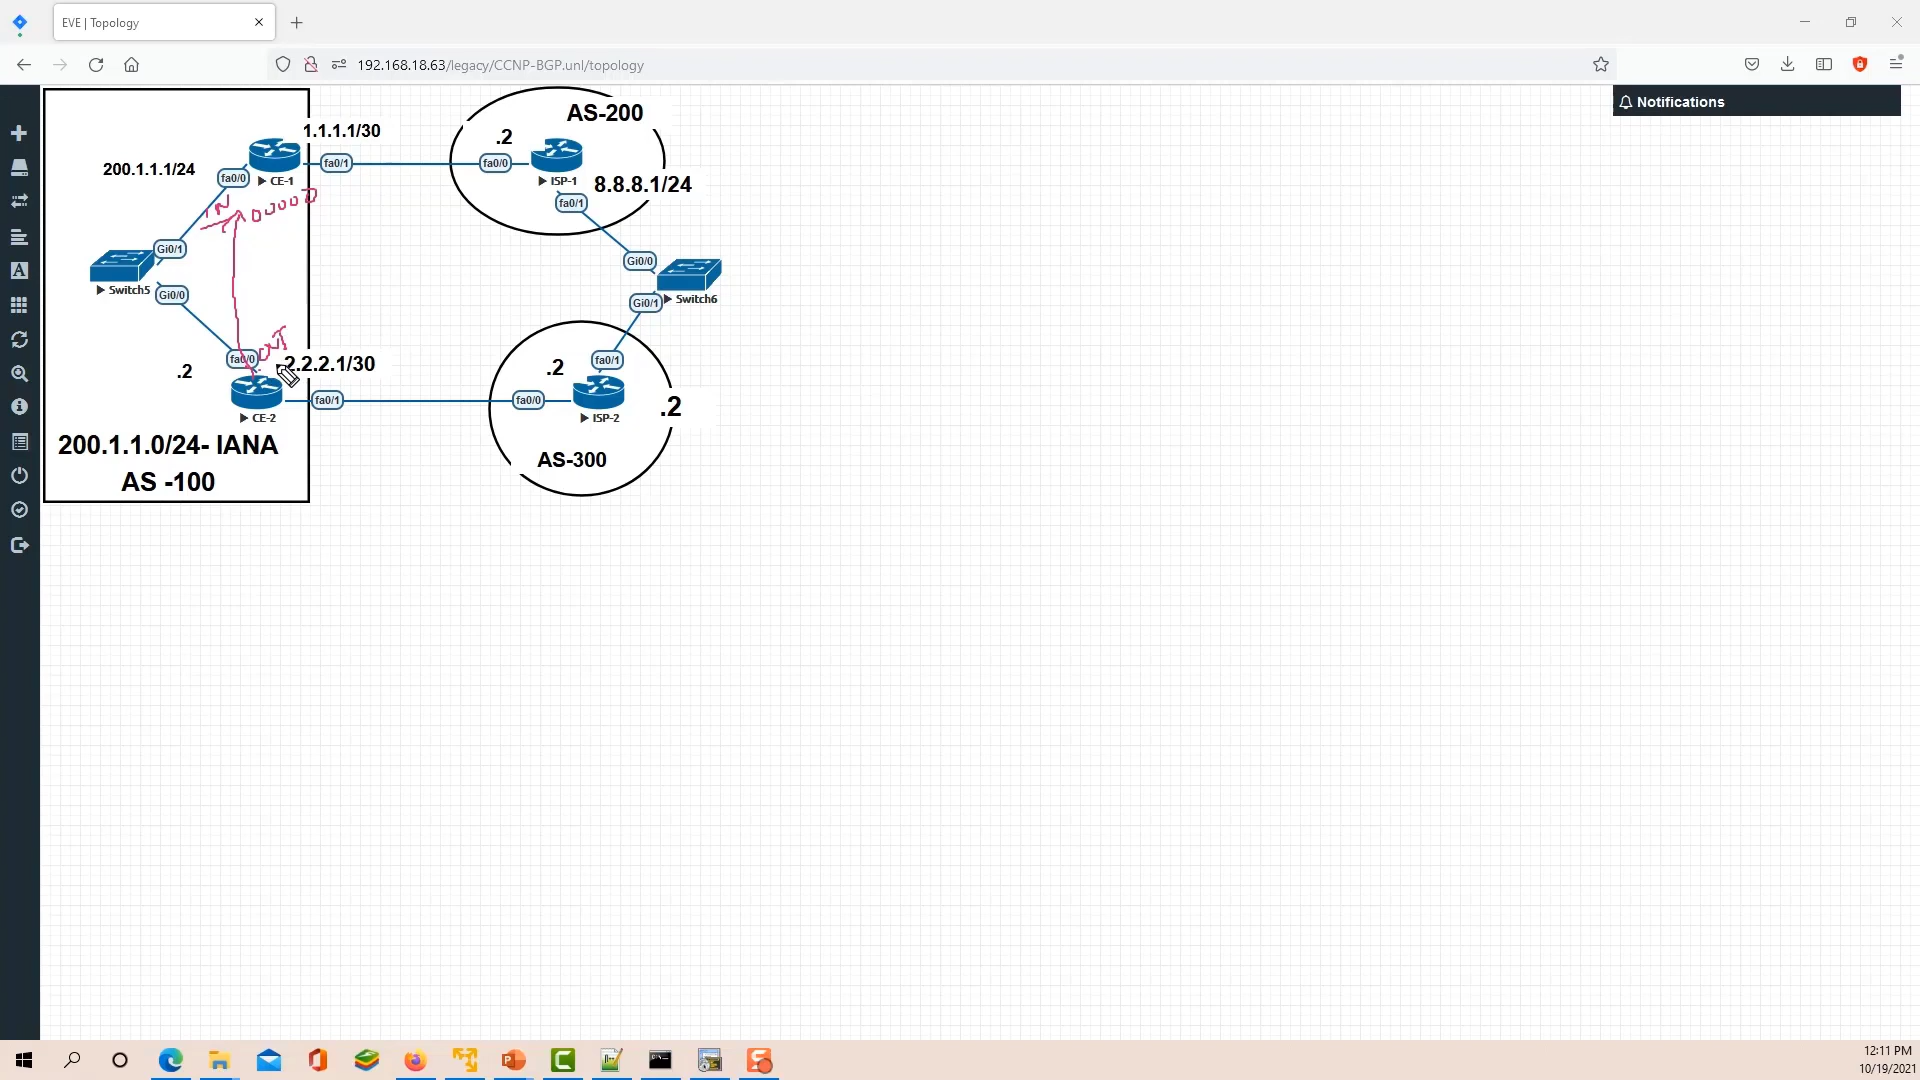 EVE | Topology
192.168.18.63/legacy/CCNP-BGP.unl/topology
Notifications
AS-200
1.1.1.1/30
.2
200.1.1.1/24
fa0/1
fa0/0
fa0/0
CE-1
ISP-1
8.8.8.1/24
fa0/1
IN
Gi0/1
Gi0/0
Switch5
Gi0/0
Switch6
Gi0/1
OUT
fa0/0
2.2.2.1/30
.2
.2
fa0/1
fa0/1
fa0/0
.2
CE-2
ISP-2
200.1.1.0/24- IANA
AS-300
AS -100
12:11 PM
10/19/2021